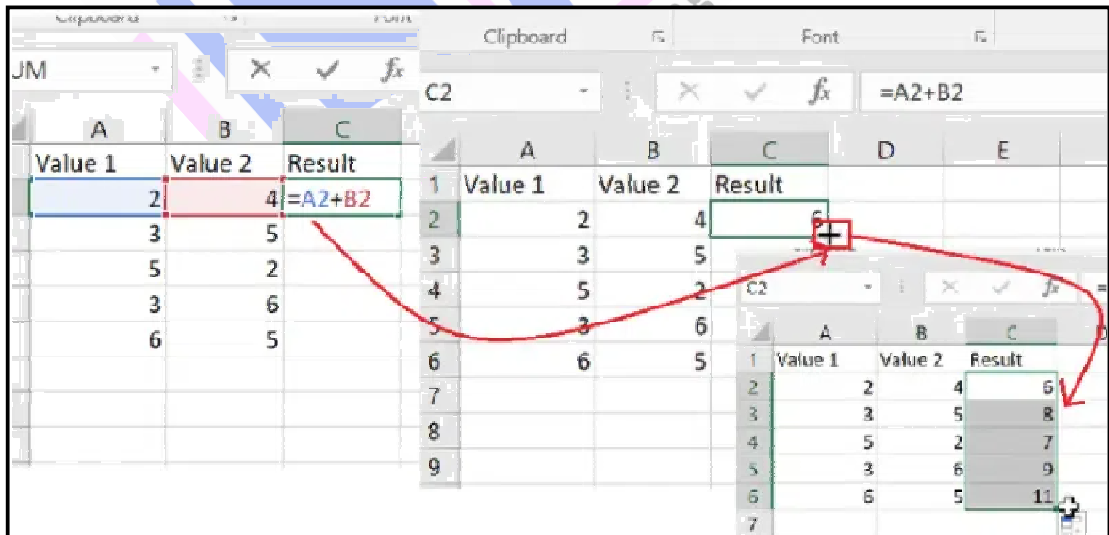 Clipboard
Font
UM
fx
A B C
Value 1 Value 2 Result
2 4 =A2+B2
3 5
5 2
3 6
6 5
Clipboard Font
C2 fx =A2+B2
A B C D E
1 Value 1 Value 2 Result
2 2 4 6
3 3 5
4 5 2
5 3 6
6 6 5
7
8
9
C2 fx =
A B C D
1 Value 1 Value 2 Result
2 2 4 6
3 3 5 8
4 5 2 7
5 3 6 9
6 6 5 11
7